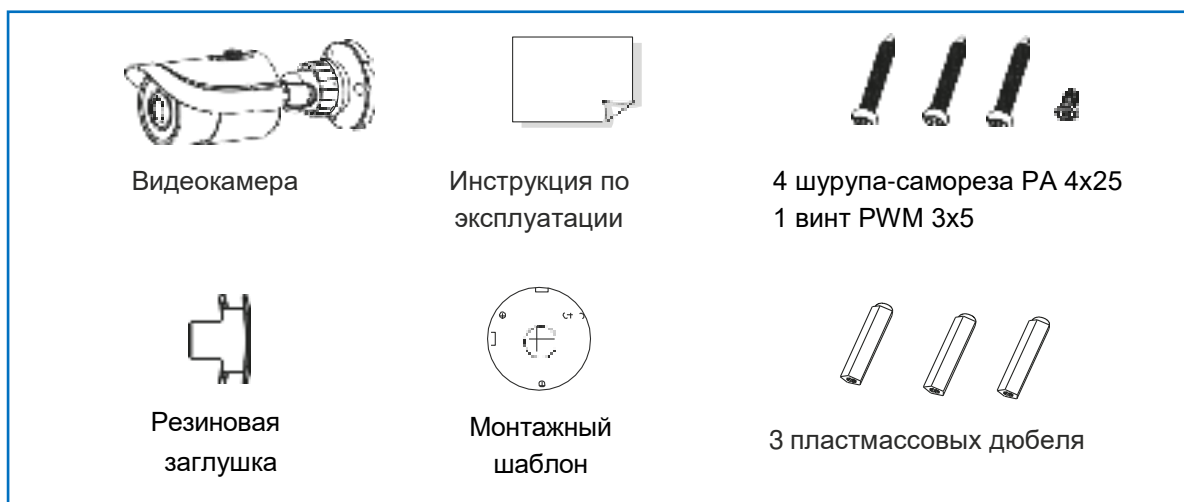 Видеокамера
Инструкция по
эксплуатации
4 шурупа-самореза PA 4x25
1 винт PWM 3x5
Резиновая
заглушка
Монтажный
шаблон
3 пластмассовых дюбеля